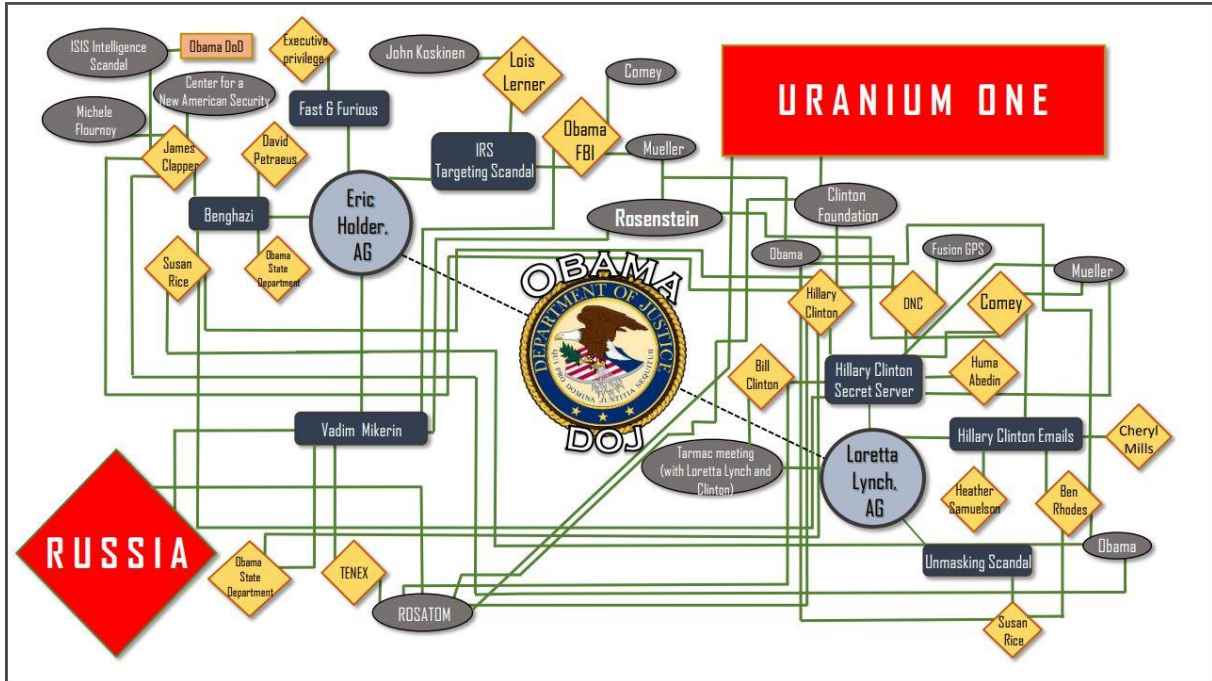 ISIS Intelligence
Scandal
Obama DoD
Executive
privilege
John Koskinen
Lois
Lerner
Comey
URANIUM ONE
Center for a
New American Security
Fast & Furious
Michele
Flournoy
James
Clapper
David
Petraeus
IRS
Targeting Scandal
Obama
FBI
Mueller
Benghazi
Eric
Holder,
AG
Rosenstein
Clinton
Foundation
Susan
Rice
Obama
State
Department
Obama
Fusion GPS
Mueller
Hillary
Clinton
DNC
Comey
OBAMA
DEPARTMENT OF JUSTICE
QUI PRO DOMINA JUSTITIA SEQUITUR
DOJ
Bill
Clinton
Hillary Clinton
Secret Server
Huma
Abedin
Vadim Mikerin
Tarmac meeting
(with Loretta Lynch and
Clinton)
Loretta
Lynch,
AG
Hillary Clinton Emails
Cheryl
Mills
Heather
Samuelson
Ben
Rhodes
RUSSIA
Obama
State
Department
TENEX
ROSATOM
Unmasking Scandal
Obama
Susan
Rice